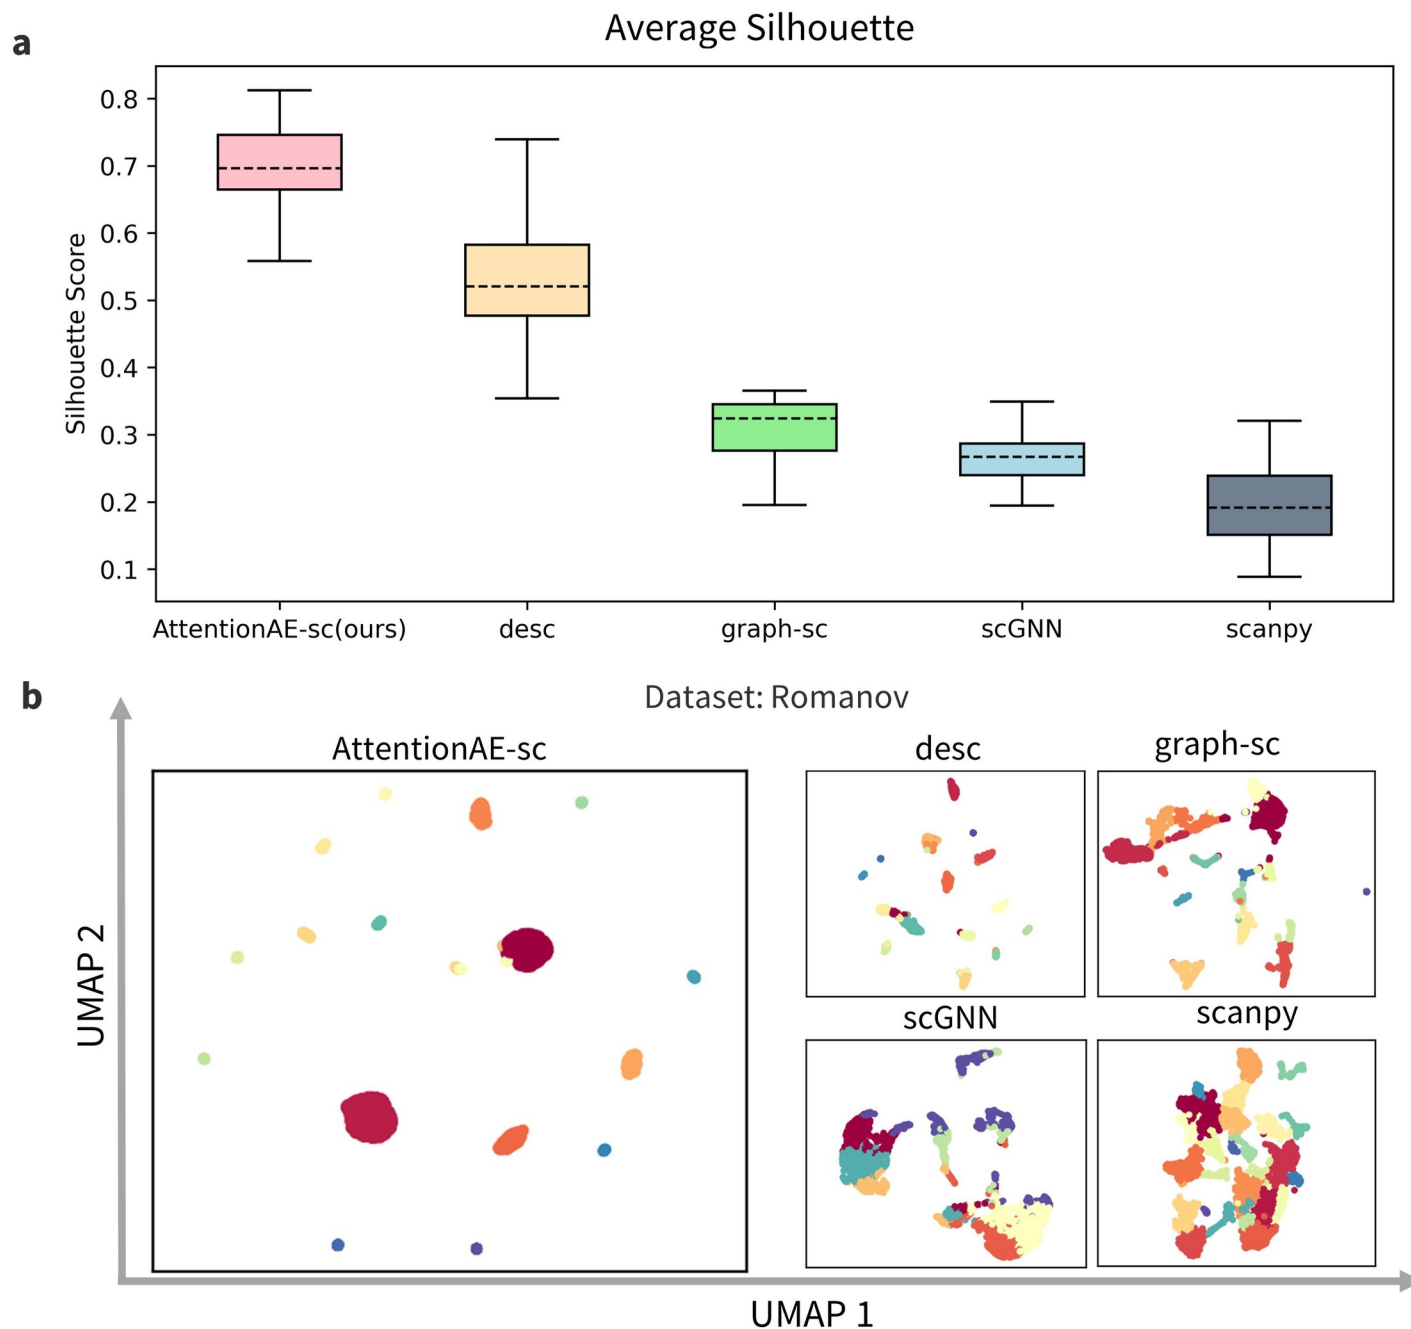 a
Average Silhouette
Silhouette Score
0.8
0.7
0.6
0.5
0.4
0.3
0.2
0.1
AttentionAE-sc(ours) desc graph-sc scGNN scanpy
b
Dataset: Romanov
AttentionAE-sc
desc
graph-sc
scGNN
scanpy
UMAP 2
UMAP 1